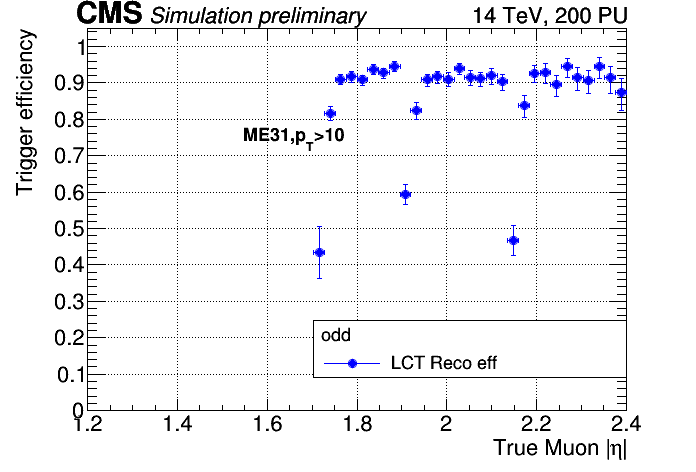 CMS Simulation preliminary 14 TeV, 200 PU
Trigger efficiency
1
0.9
0.8
0.7
0.6
0.5
0.4
0.3
0.2
0.1
0
ME31,pT>10
odd
LCT Reco eff
1.2 1.4 1.6 1.8 2 2.2 2.4
True Muon |η|